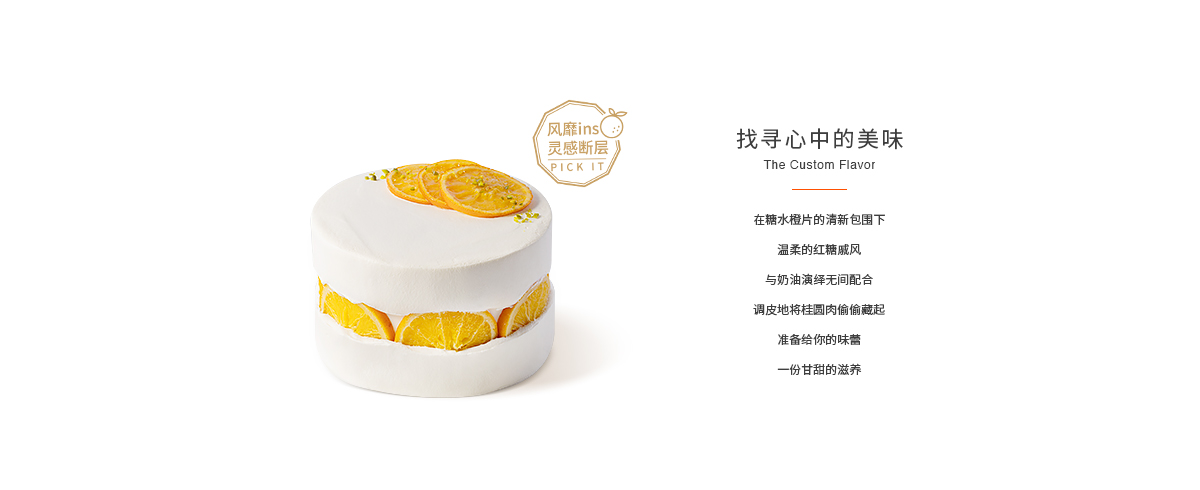 风靡ins
灵感断层
PICK IT
找寻心中的美味
The Custom Flavor
在糖水橙片的清新包围下
温柔的红糖戚风
与奶油演绎无间配合
调皮地将桂圆肉偷偷藏起
准备给你的味蕾
一份甘甜的滋养